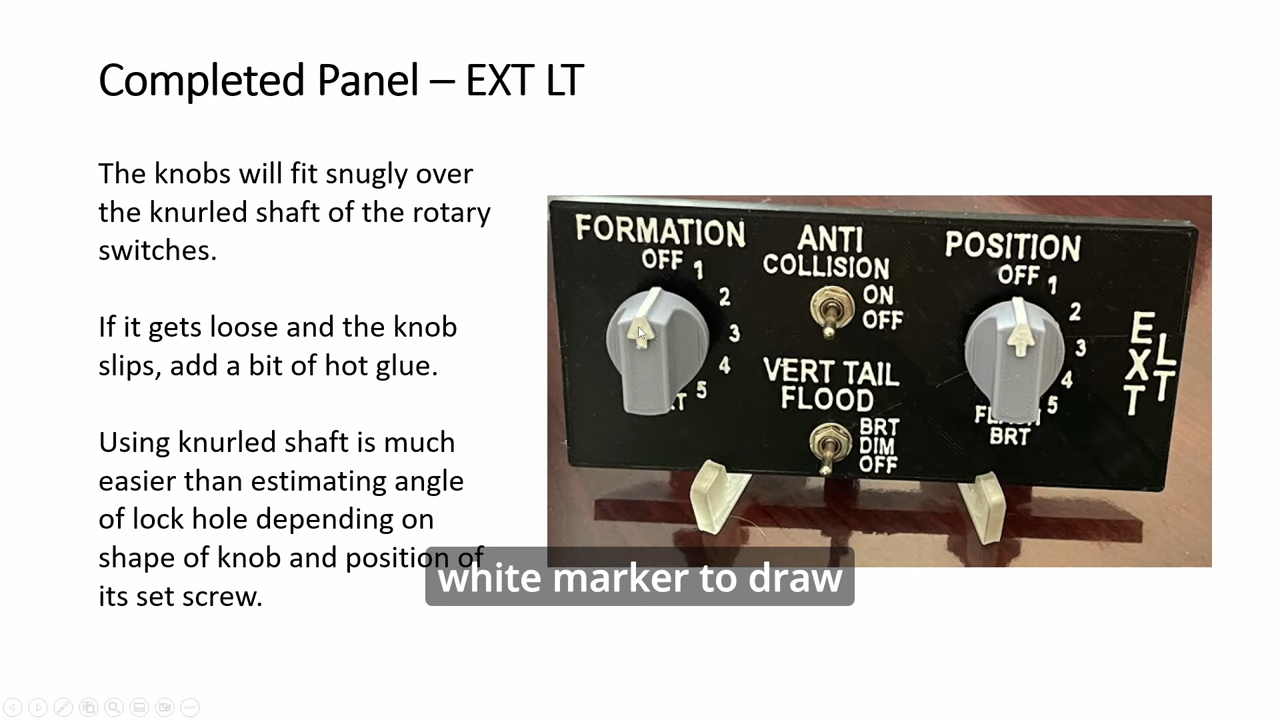 Completed Panel – EXT LT
The knobs will fit snugly over
the knurled shaft of the rotary
switches.
If it gets loose and the knob
slips, add a bit of hot glue.
Using knurled shaft is much
easier than estimating angle
of lock hole depending on
shape of knob and position of
its set screw.
FORMATION
OFF 1
2
3
4
5
ANTI
COLLISION
ON
OFF
VERT TAIL
FLOOD
BRT
DIM
OFF
POSITION
OFF 1
2
3
4
5
BRT
EXT
LT
white marker to draw